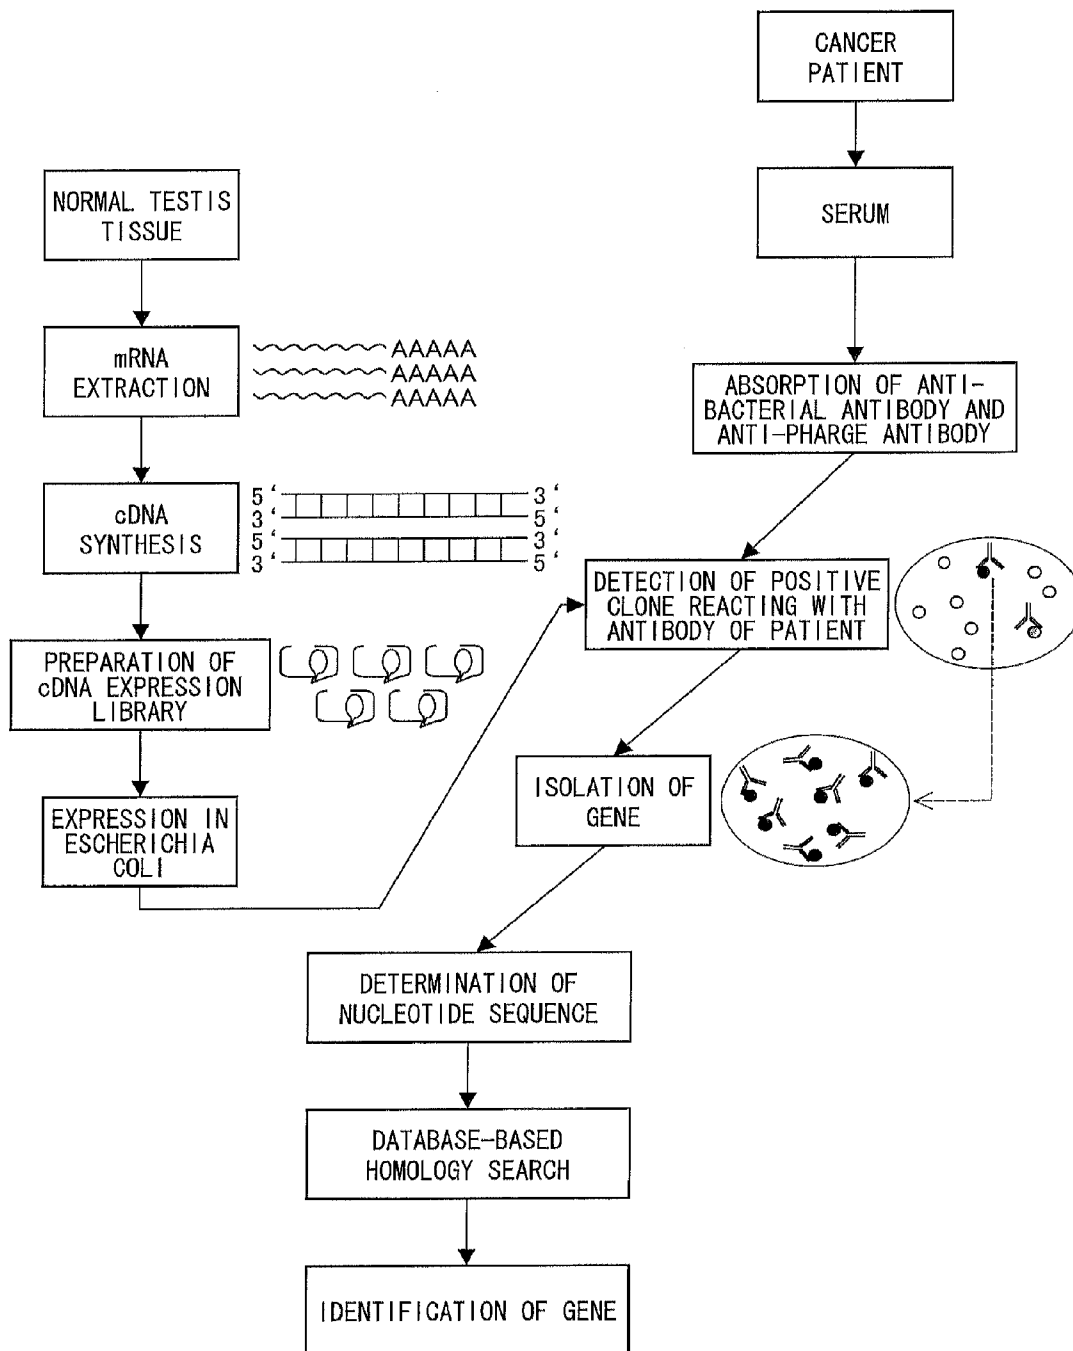 CANCER
PATIENT
SERUM
ABSORPTION OF ANTI-
BACTERIAL ANTIBODY AND
ANTI-PHARGE ANTIBODY
NORMAL TESTIS
TISSUE
mRNA
EXTRACTION
AAAAA
AAAAA
AAAAA
cDNA
SYNTHESIS
5‘ 3‘
3‘ 5‘
5‘ 3‘
3‘ 5‘
PREPARATION OF
cDNA EXPRESSION
LIBRARY
EXPRESSION IN
ESCHERICHIA
COLI
DETECTION OF POSITIVE
CLONE REACTING WITH
ANTIBODY OF PATIENT
ISOLATION OF
GENE
DETERMINATION OF
NUCLEOTIDE SEQUENCE
DATABASE-BASED
HOMOLOGY SEARCH
IDENTIFICATION OF GENE